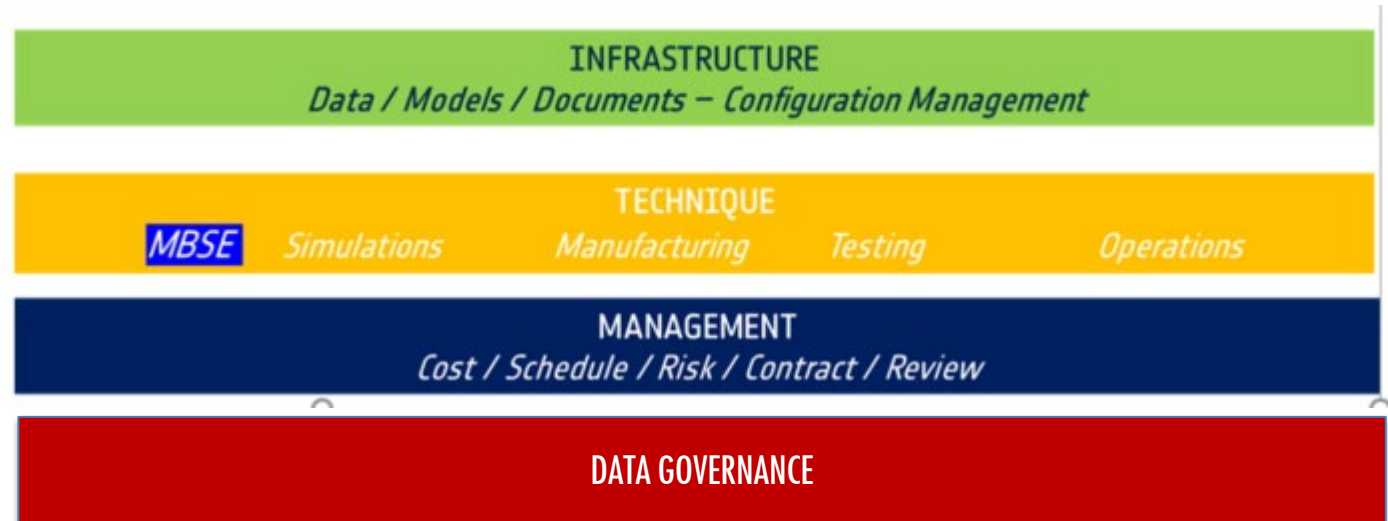 INFRASTRUCTURE
Data / Models / Documents – Configuration Management
TECHNIQUE
MBSE Simulations Manufacturing Testing Operations
MANAGEMENT
Cost / Schedule / Risk / Contract / Review
DATA GOVERNANCE